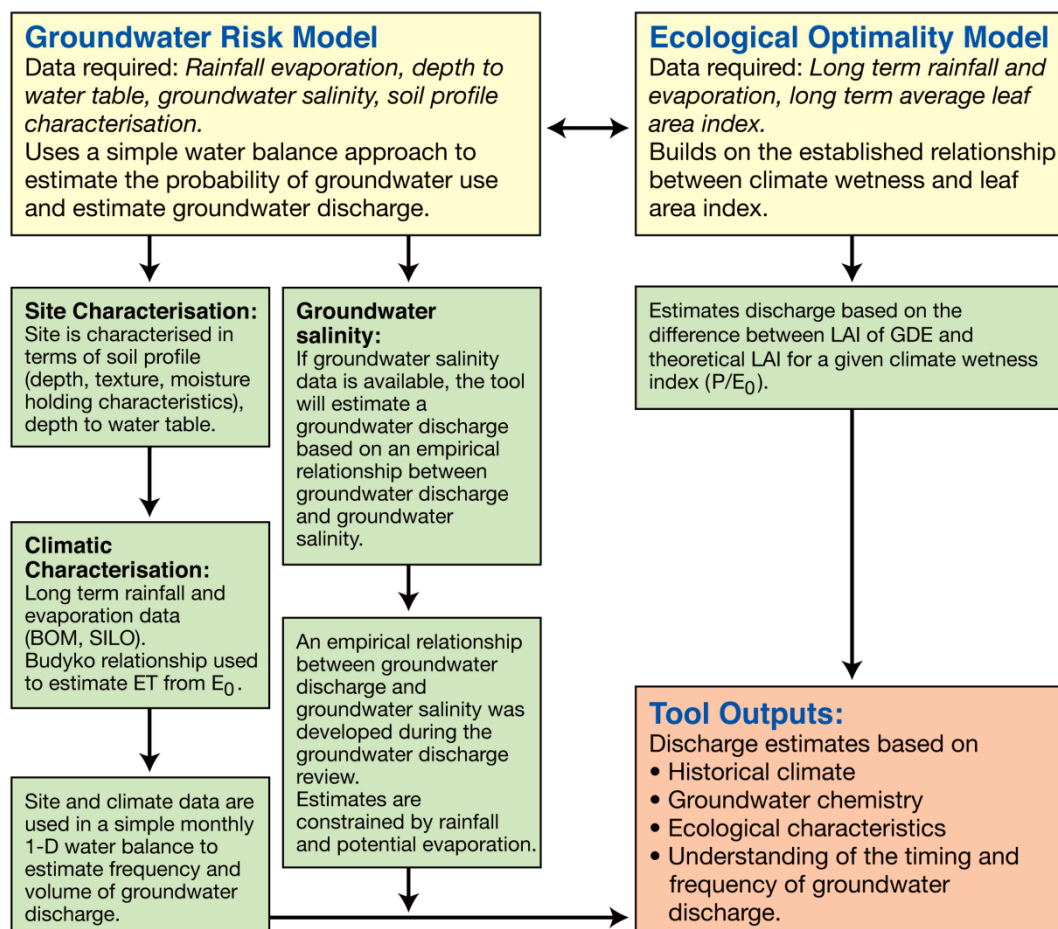 Groundwater Risk Model
Data required: Rainfall evaporation, depth to
water table, groundwater salinity, soil profile
characterisation.
Uses a simple water balance approach to
estimate the probability of groundwater use
and estimate groundwater discharge.
Ecological Optimality Model
Data required: Long term rainfall and
evaporation, long term average leaf
area index.
Builds on the established relationship
between climate wetness and leaf
area index.
Site Characterisation:
Site is characterised in
terms of soil profile
(depth, texture, moisture
holding characteristics),
depth to water table.
Groundwater
salinity:
If groundwater salinity
data is available, the tool
will estimate a
groundwater discharge
based on an empirical
relationship between
groundwater discharge
and groundwater
salinity.
Estimates discharge based on the
difference between LAI of GDE and
theoretical LAI for a given climate wetness
index (P/E₀).
Climatic
Characterisation:
Long term rainfall and
evaporation data
(BOM, SILO).
Budyko relationship used
to estimate ET from E₀.
An empirical relationship
between groundwater
discharge and
groundwater salinity was
developed during the
groundwater discharge
review.
Estimates are
constrained by rainfall
and potential evaporation.
Site and climate data are
used in a simple monthly
1-D water balance to
estimate frequency and
volume of groundwater
discharge.
Tool Outputs:
Discharge estimates based on
• Historical climate
• Groundwater chemistry
• Ecological characteristics
• Understanding of the timing and
frequency of groundwater
discharge.